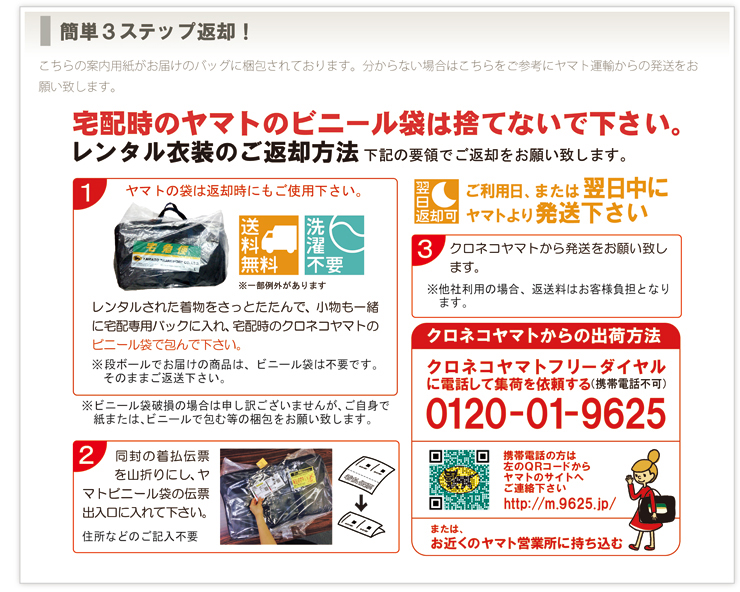 簡単３ステップ返却！
こちらの案内用紙がお届けのバッグに梱包されております。分からない場合はこちらをご参考にヤマト運輸からの発送をお
願い致します。
宅配時のヤマトのビニール袋は捨てないで下さい。
レンタル衣装のご返却方法 下記の要領でご返却をお願い致します。
1 ヤマトの袋は返却時にもご使用下さい。
送料無料
洗濯不要
※一部例外があります
レンタルされた着物をさっとたたんで、小物も一緒
に宅配専用バックに入れ、宅配時のクロネコヤマトの
ビニール袋で包んで下さい。
※段ボールでお届けの商品は、ビニール袋は不要です。
そのままご返送下さい。
※ビニール袋破損の場合は申し訳ございませんが、ご自身で
紙または、ビニールで包む等の梱包をお願い致します。
2 同封の着払伝票
を山折りにし、ヤ
マトビニール袋の伝票
出入口に入れて下さい。
住所などのご記入不要
翌日返却可
ご利用日、または 翌日中に
ヤマトより 発送下さい
3 クロネコヤマトから発送をお願い致し
ます。
※他社利用の場合、返送料はお客様負担となり
ます。
クロネコヤマトからの出荷方法
クロネコヤマトフリーダイヤル
に電話して集荷を依頼する(携帯電話不可)
0120-01-9625
携帯電話の方は
左のQRコードから
ヤマトのサイトへ
ご連絡下さい
http://m.9625.jp/
または、
お近くのヤマト営業所に持ち込む